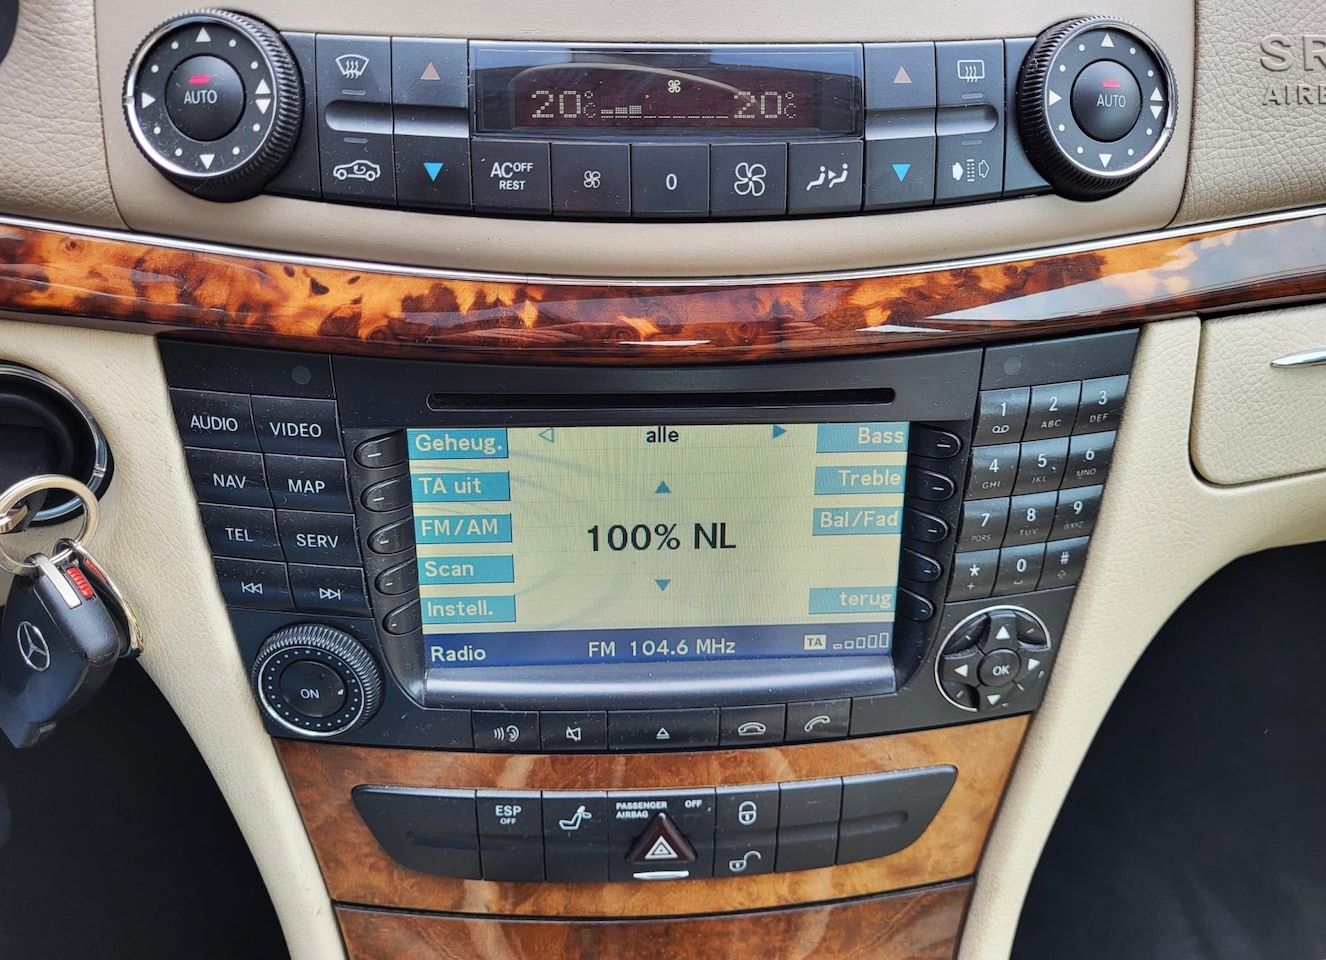 SR
AIRB
AUTO
20°C
20°C
AUTO
AC OFF
REST
0
AUDIO
VIDEO
NAV
MAP
TEL
SERV
ON
Geheug.
alle
Bass
TA uit
Treble
FM/AM
100% NL
Bal/Fad
Scan
Instell.
terug
Radio
FM 104.6 MHz
TA
1
2 ABC
3 DEF
4 GHI
5 JKL
6 MNO
7 PQRS
8 TUV
9 WXYZ
*
+
0
#
OK
ESP
OFF
PASSENGER OFF
AIRBAG